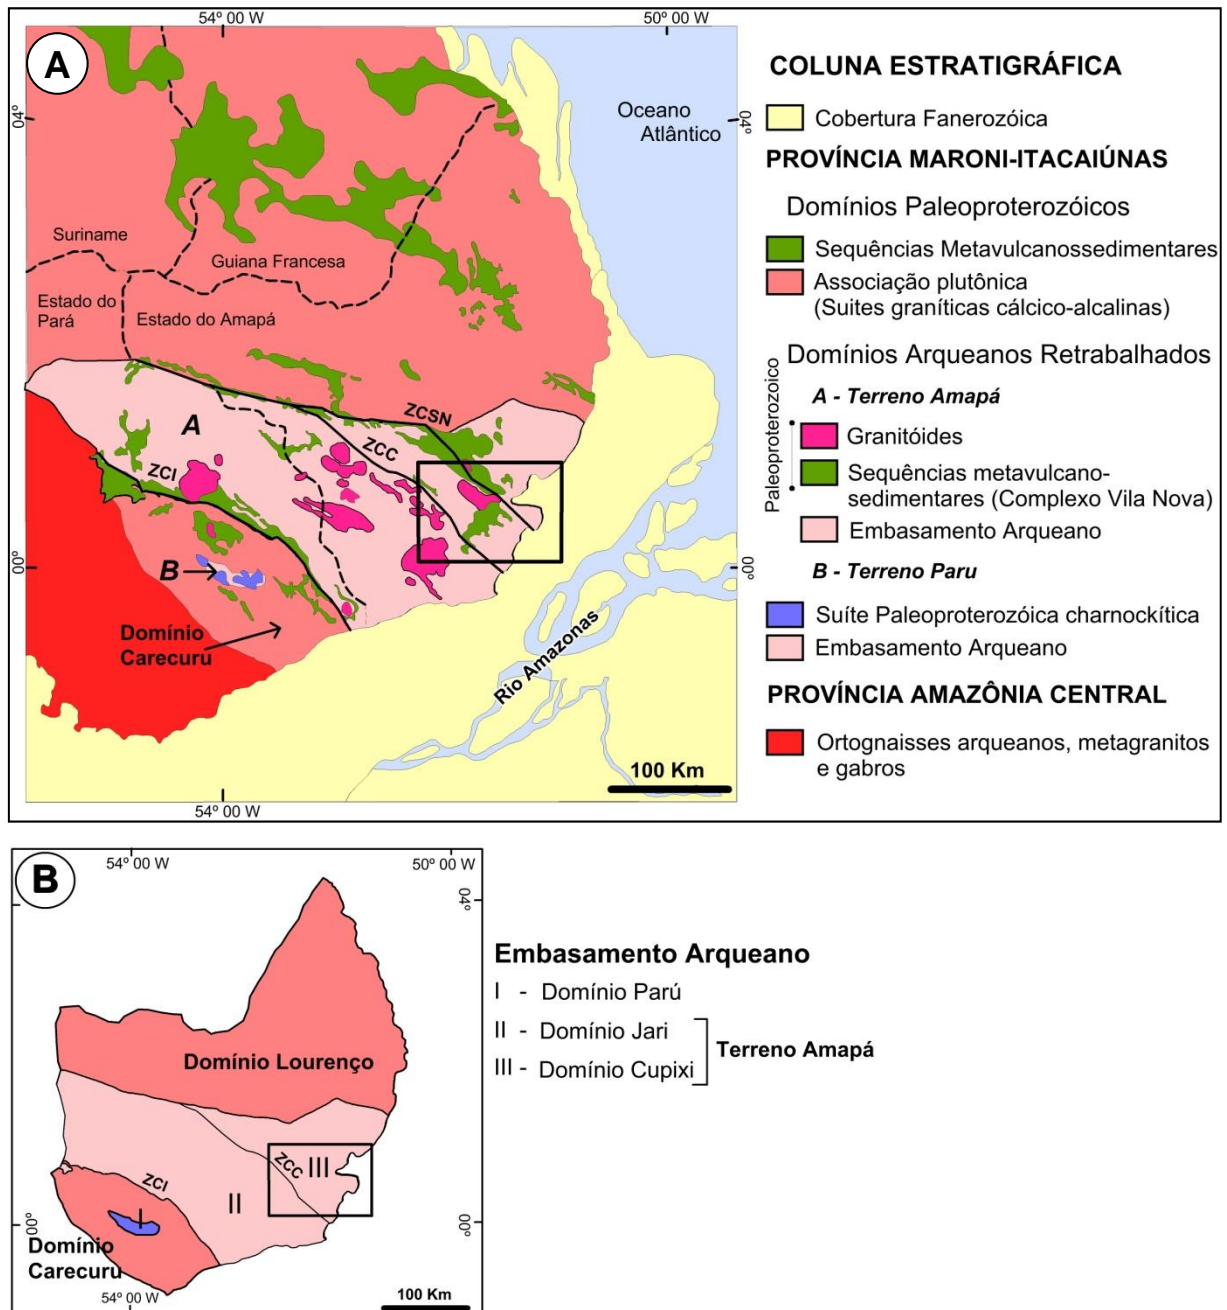 A
54º 00 W
50º 00 W
04º
04º
00º
00º
Oceano
Atlântico
Suriname
Guiana Francesa
Estado do
Pará
Estado do Amapá
ZCSN
ZCC
A
ZCI
B
Domínio
Carecuru
Rio Amazonas
100 Km
54º 00 W
COLUNA ESTRATIGRÁFICA
Cobertura Fanerozóica
PROVÍNCIA MARONI-ITACAIÚNAS
Domínios Paleoproterozóicos
Sequências Metavulcanossedimentares
Associação plutônica
(Suites graníticas cálcico-alcalinas)
Domínios Arqueanos Retrabalhados
A - Terreno Amapá
Paleoproterozoico
Granitóides
Sequências metavulcano-
sedimentares (Complexo Vila Nova)
Embasamento Arqueano
B - Terreno Paru
Suíte Paleoproterozóica charnockítica
Embasamento Arqueano
PROVÍNCIA AMAZÔNIA CENTRAL
Ortognaisses arqueanos, metagranitos
e gabros
B
54º 00 W
50º 00 W
04º
00º
00º
Domínio Lourenço
ZCC
III
ZCI
II
I
Domínio
Carecuru
54º 00 W
100 Km
Embasamento Arqueano
I - Domínio Parú
II - Domínio Jari
III - Domínio Cupixi
Terreno Amapá